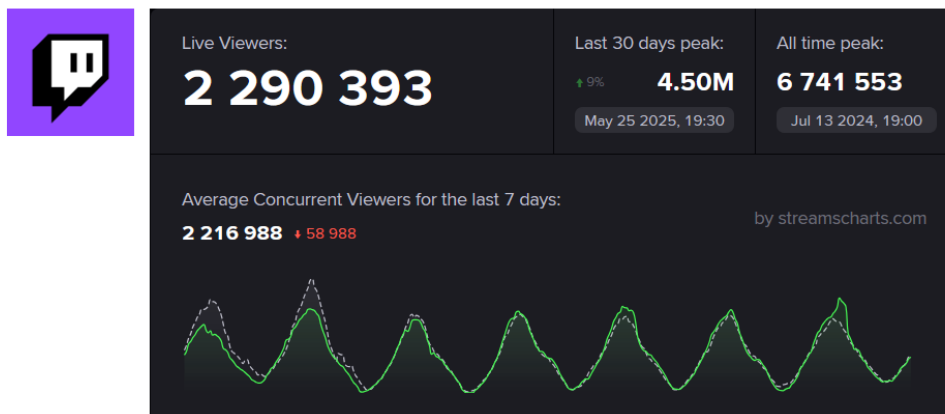 Live Viewers:
2 290 393
Last 30 days peak:
9% 4.50M
May 25 2025, 19:30
All time peak:
6 741 553
Jul 13 2024, 19:00
Average Concurrent Viewers for the last 7 days:
2 216 988 58 988
by streamscharts.com